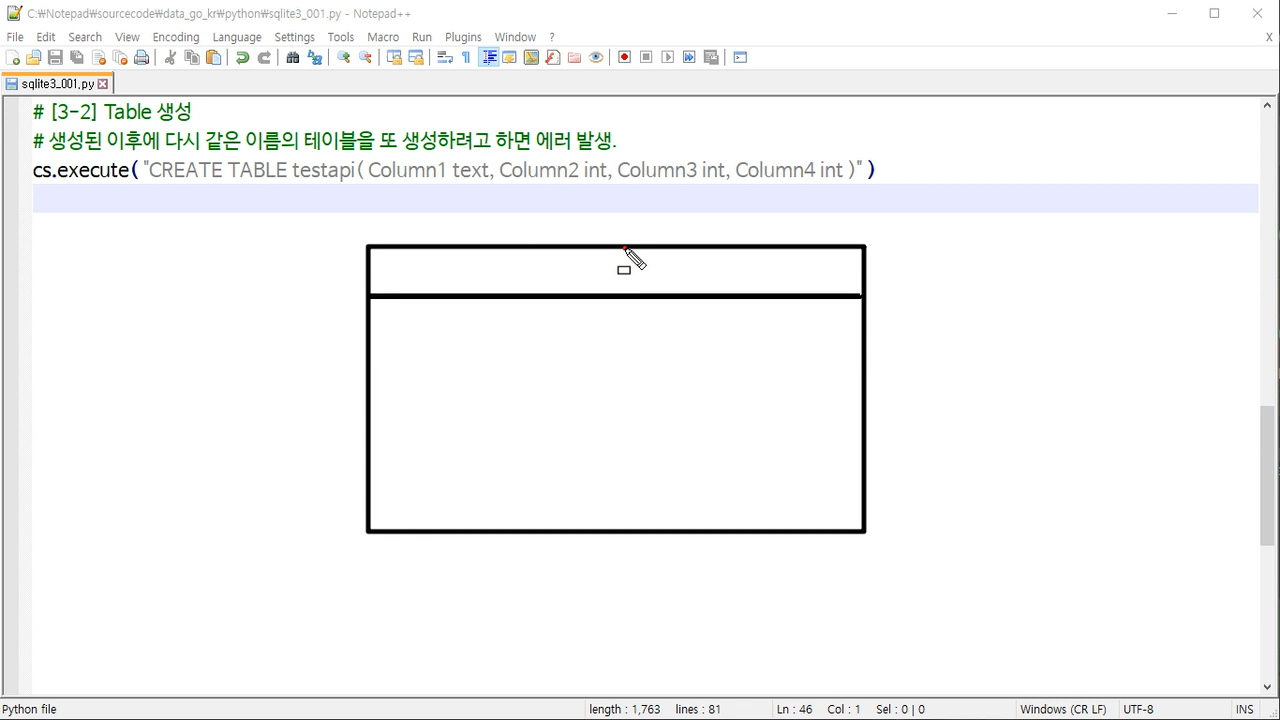 C:₩Notepad₩sourcecode₩data_go_kr₩python₩sqlite3_001.py - Notepad++
File Edit Search View Encoding Language Settings Tools Macro Run Plugins Window ? X
sqlite3_001.py
# [3-2] Table 생성
# 생성된 이후에 다시 같은 이름의 테이블을 또 생성하려고 하면 에러 발생.
cs.execute( "CREATE TABLE testapi( Column1 text, Column2 int, Column3 int, Column4 int )" )
Python file length : 1,763 lines : 81 Ln : 46 Col : 1 Sel : 0 | 0 Windows (CR LF) UTF-8 INS